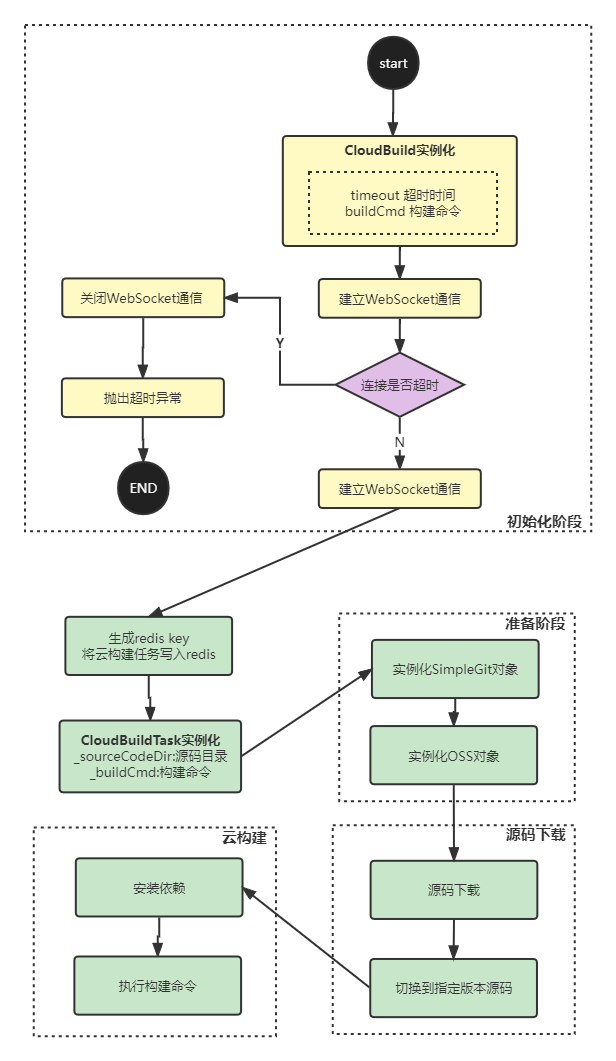 start
CloudBuild实例化
timeout 超时时间
buildCmd 构建命令
建立WebSocket通信
关闭WebSocket通信
Y
连接是否超时
抛出超时异常
N
END
建立WebSocket通信
初始化阶段
生成redis key
将云构建任务写入redis
CloudBuildTask实例化
_sourceCodeDir:源码目录
_buildCmd:构建命令
准备阶段
实例化SimpleGit对象
实例化OSS对象
源码下载
源码下载
切换到指定版本源码
云构建
安装依赖
执行构建命令